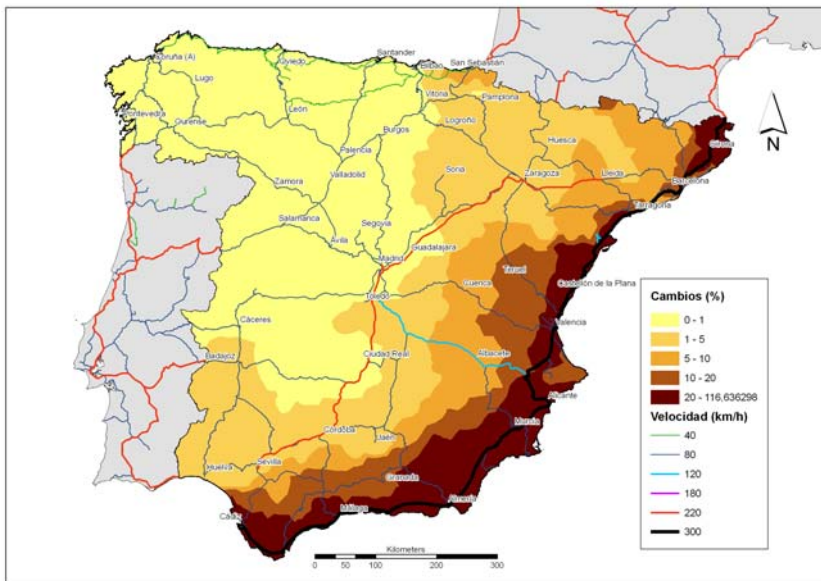 Coruña (A)
Oviedo
Santander
Bilbao
San Sebastián
Lugo
Vitoria
Pamplona
León
Pontevedra
Ourense
Burgos
Logroño
Huesca
Girona
Palencia
Soria
Zaragoza
Lleida
Barcelona
Zamora
Valladolid
Tarragona
Salamanca
Segovia
Ávila
Guadalajara
Madrid
Teruel
Castellón de la Plana
Cuenca
Toledo
Cáceres
Valencia
Badajoz
Ciudad Real
Albacete
Alicante
Murcia
Córdoba
Jaén
Huelva
Sevilla
Granada
Almería
Málaga
Cádiz
N
Cambios (%)
0 - 1
1 - 5
5 - 10
10 - 20
20 - 116,636298
Velocidad (km/h)
40
80
120
180
220
300
Kilometers
0 50 100 200 300